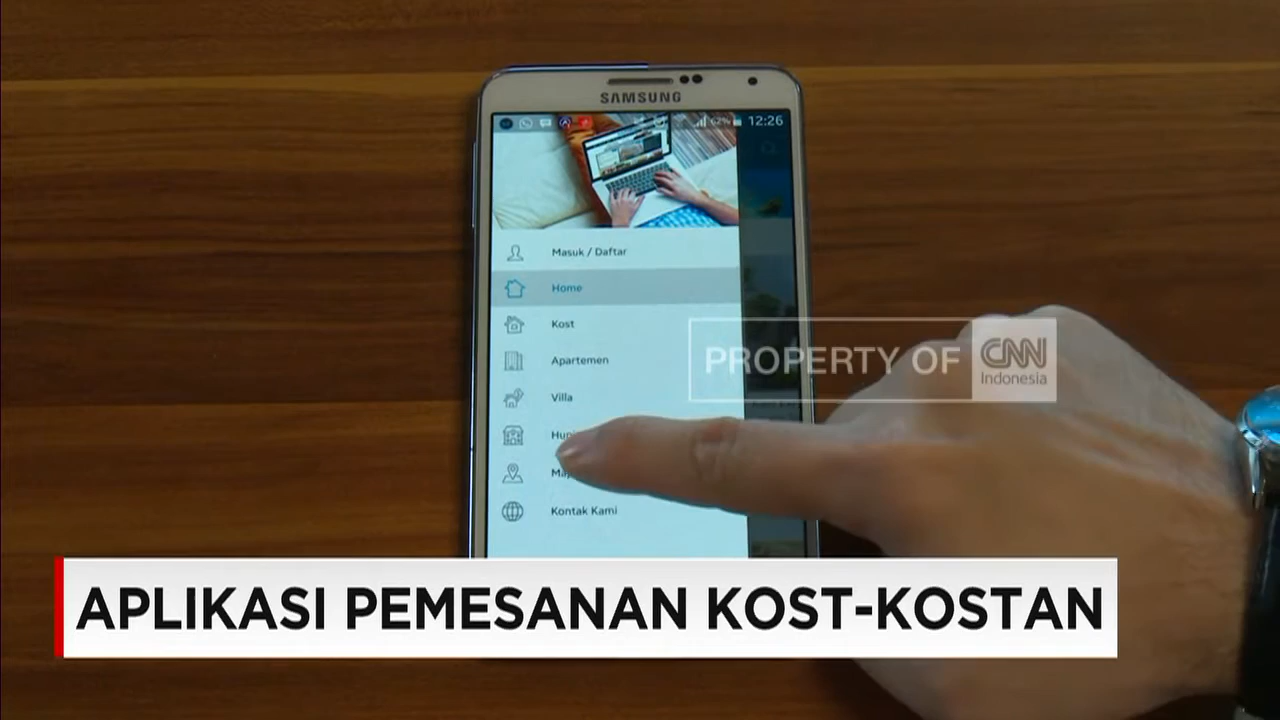 SAMSUNG
62% 12:26
Masuk / Daftar
Home
Kost
Apartemen
Villa
Kontak Kami
PROPERTY OF CNN
Indonesia
APLIKASI PEMESANAN KOST-KOSTAN